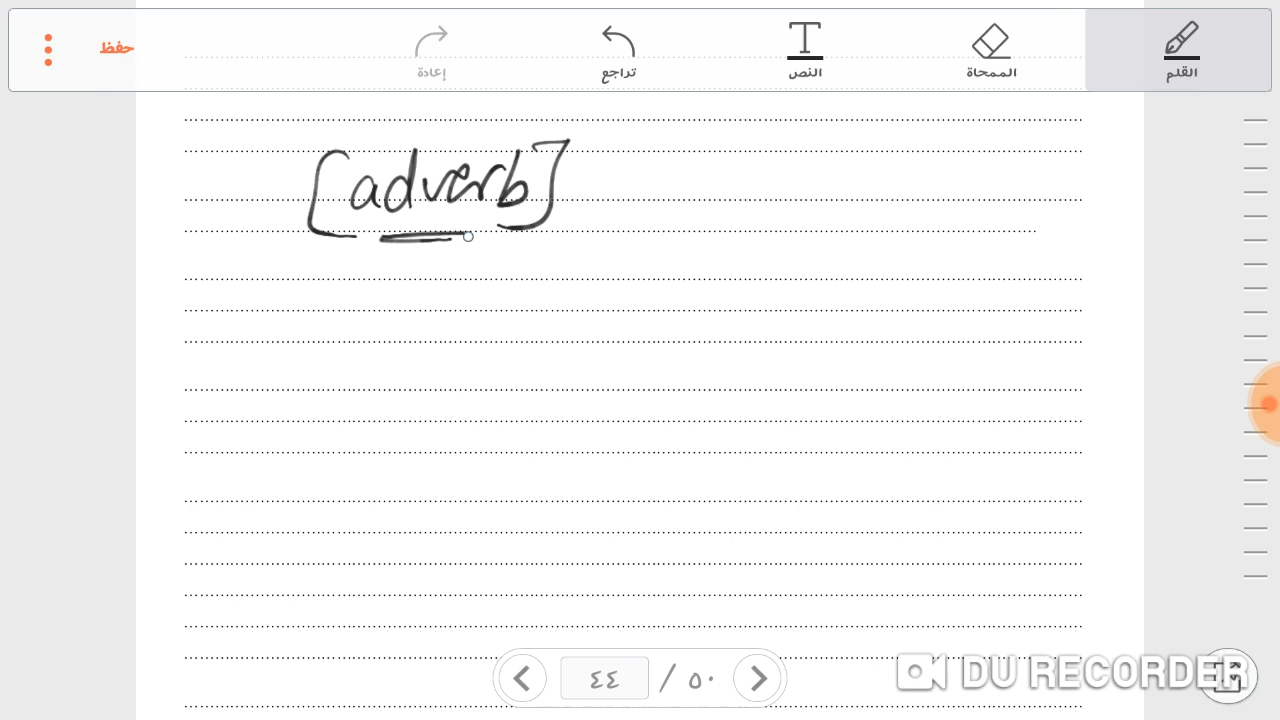 حفظ إعادة تراجع النص الممحاة القلم
[adverb]
٤٤ / ٥٠
DU RECORDER